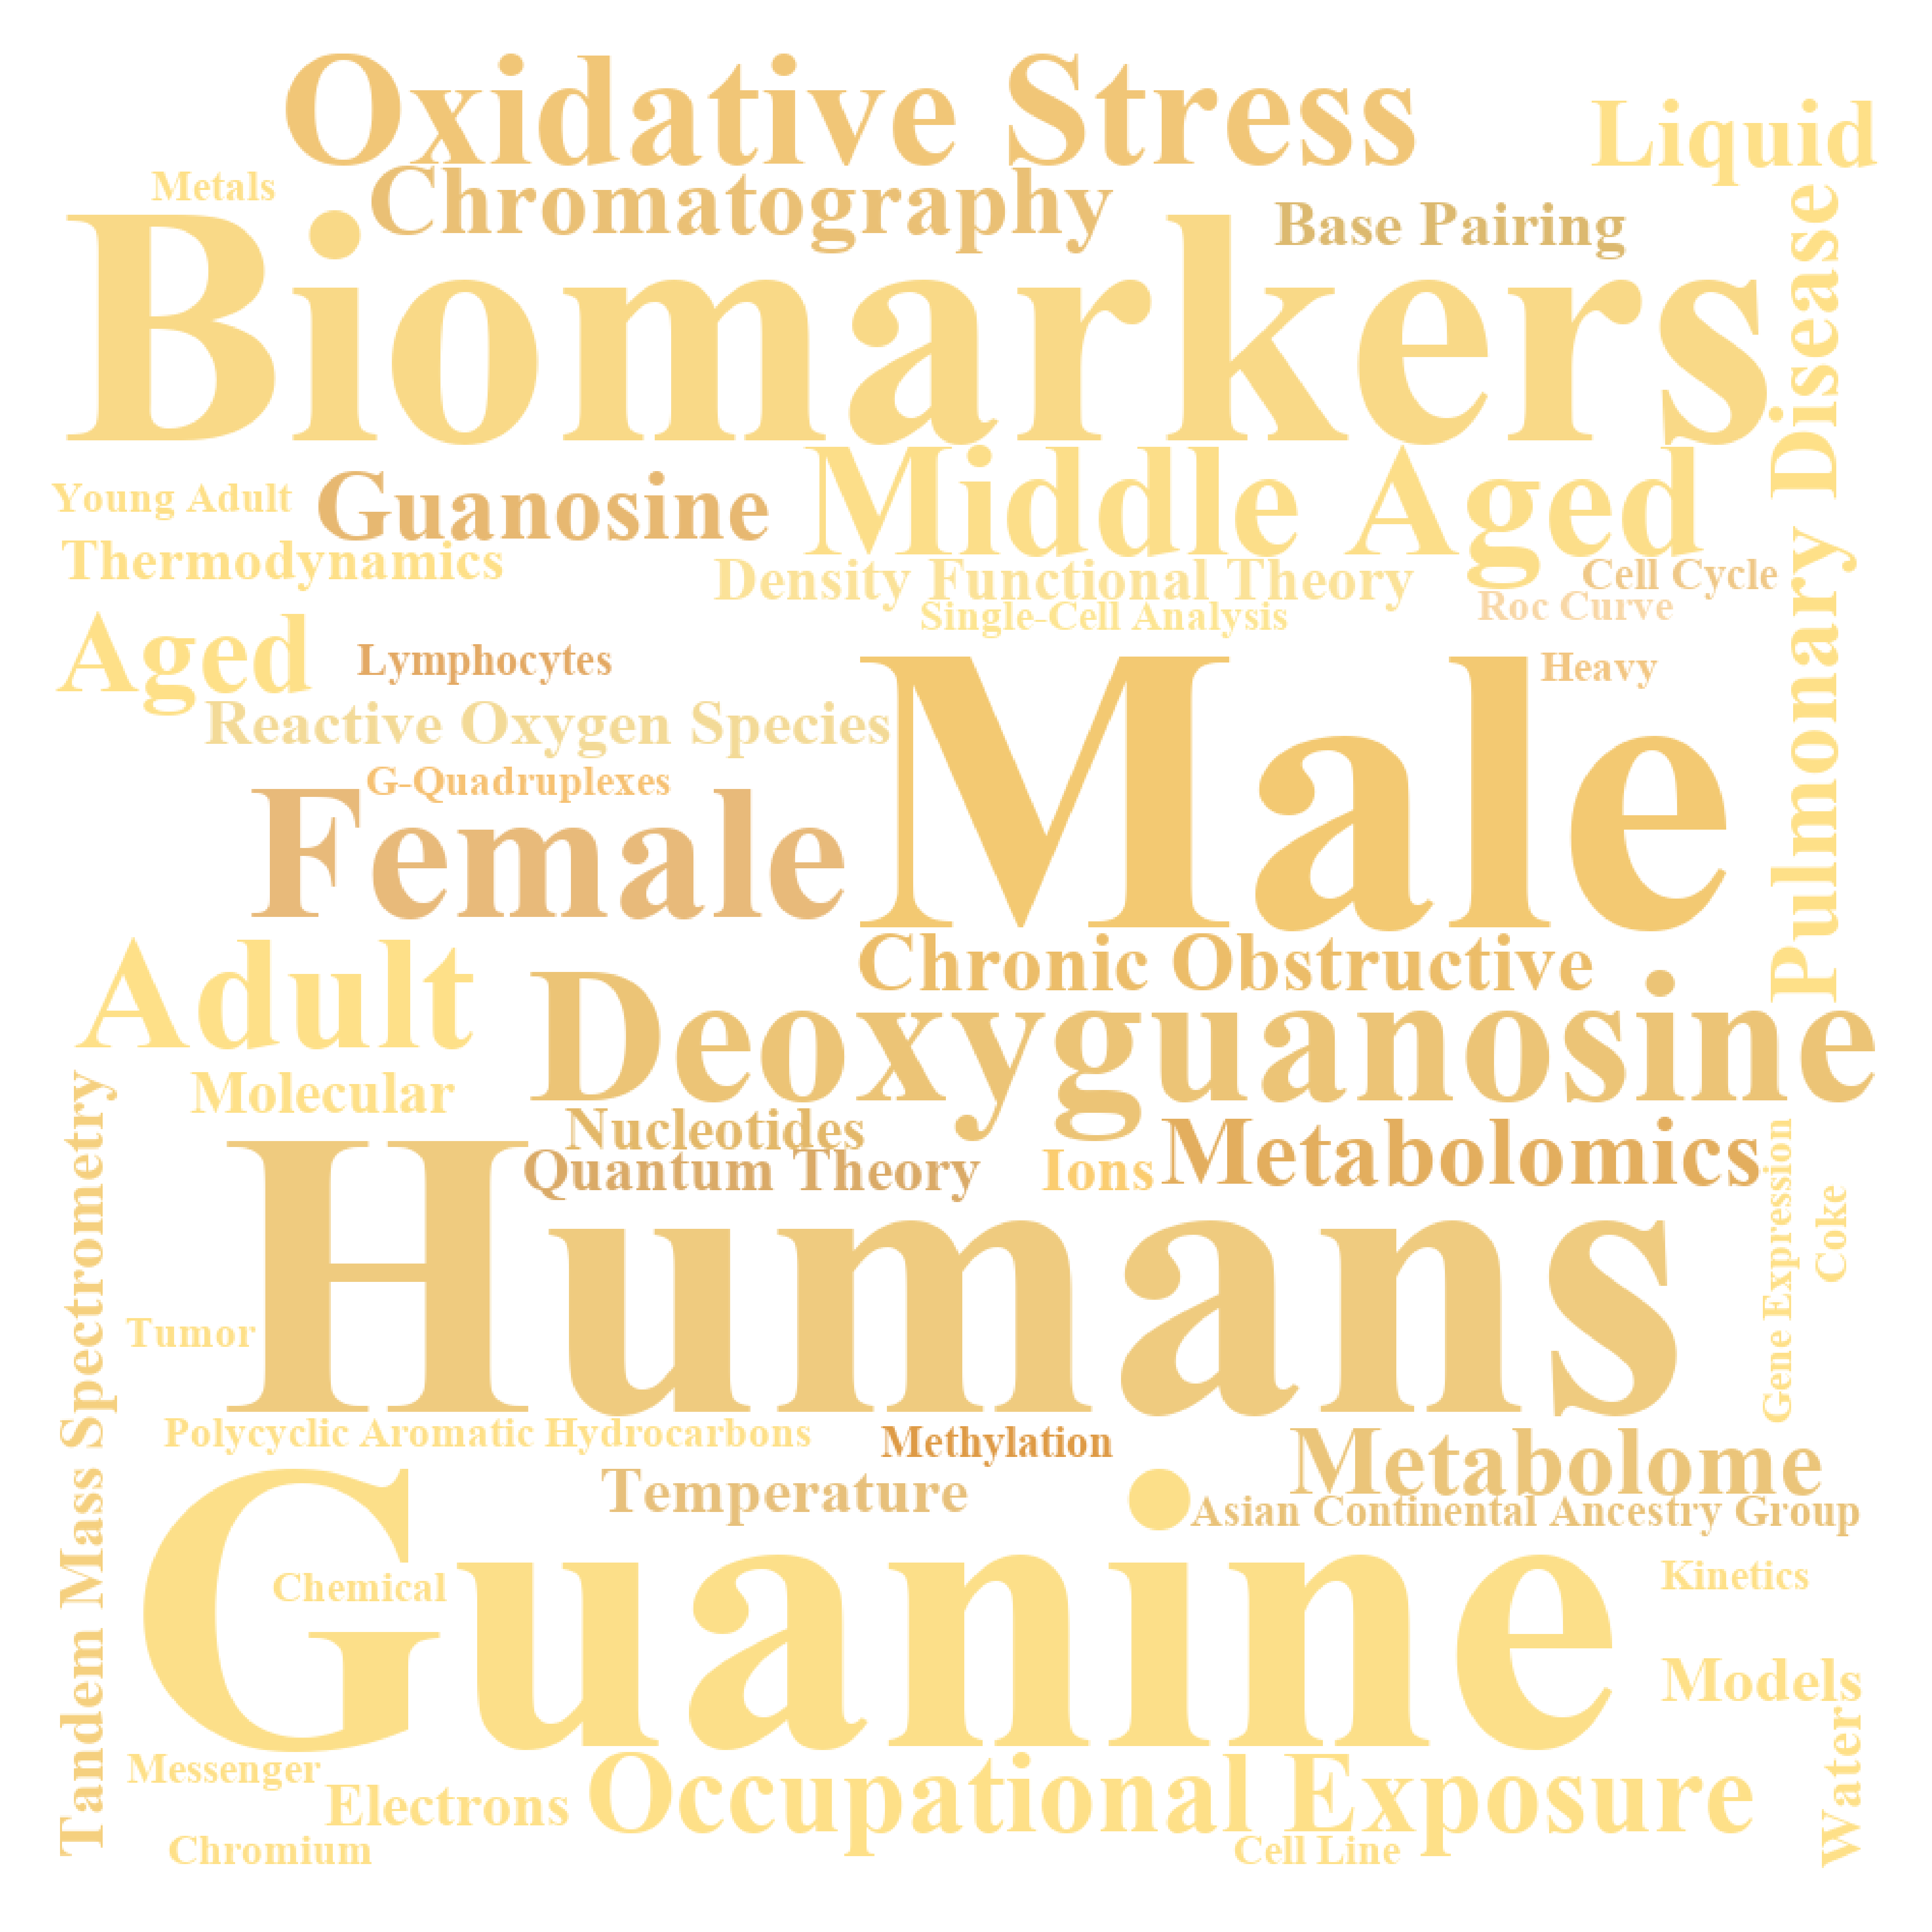 Oxidative Stress
Liquid
Metals
Chromatography
Base Pairing
Biomarkers
Pulmonary Disease
Young Adult
Guanosine
Middle Aged
Thermodynamics
Density Functional Theory
Cell Cycle
Single-Cell Analysis
Roc Curve
Aged
Lymphocytes
Heavy
Reactive Oxygen Species
Male
G-Quadruplexes
Female
Adult
Chronic Obstructive
Deoxyguanosine
Molecular
Nucleotides
Quantum Theory
Ions
Metabolomics
Gene Expression
Coke
Tandem Mass Spectrometry
Humans
Tumor
Polycyclic Aromatic Hydrocarbons
Methylation
Metabolome
Temperature
Asian Continental Ancestry Group
Guanine
Chemical
Kinetics
Models
Water
Messenger
Electrons
Occupational Exposure
Chromium
Cell Line